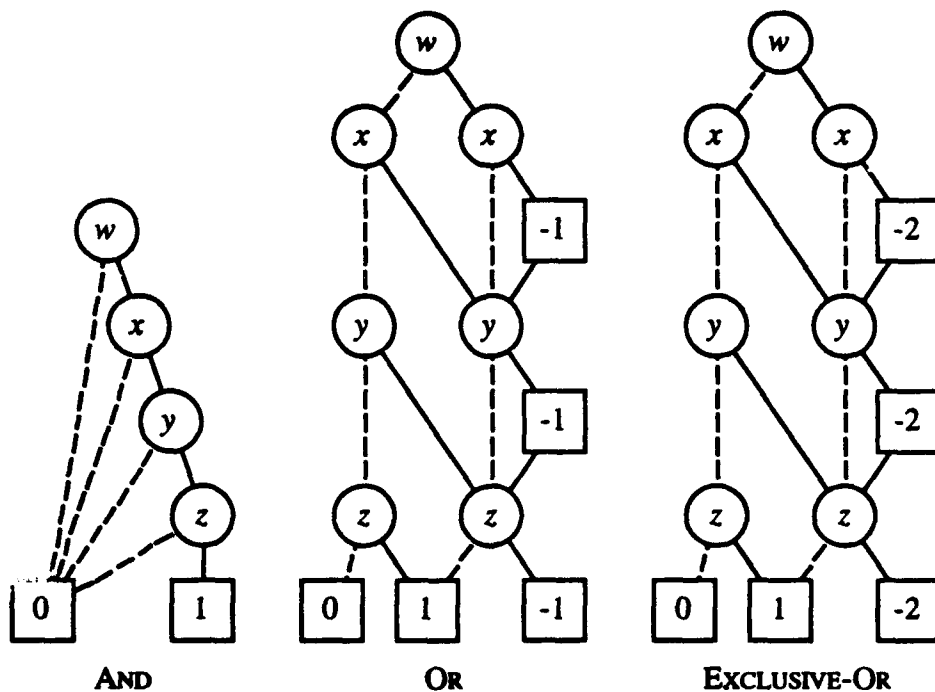 w w
x x x x
w -1 -2
x y y y y
y -1 -2
z z z z z
0 1 0 1 -1 0 1 -2
AND OR EXCLUSIVE-OR